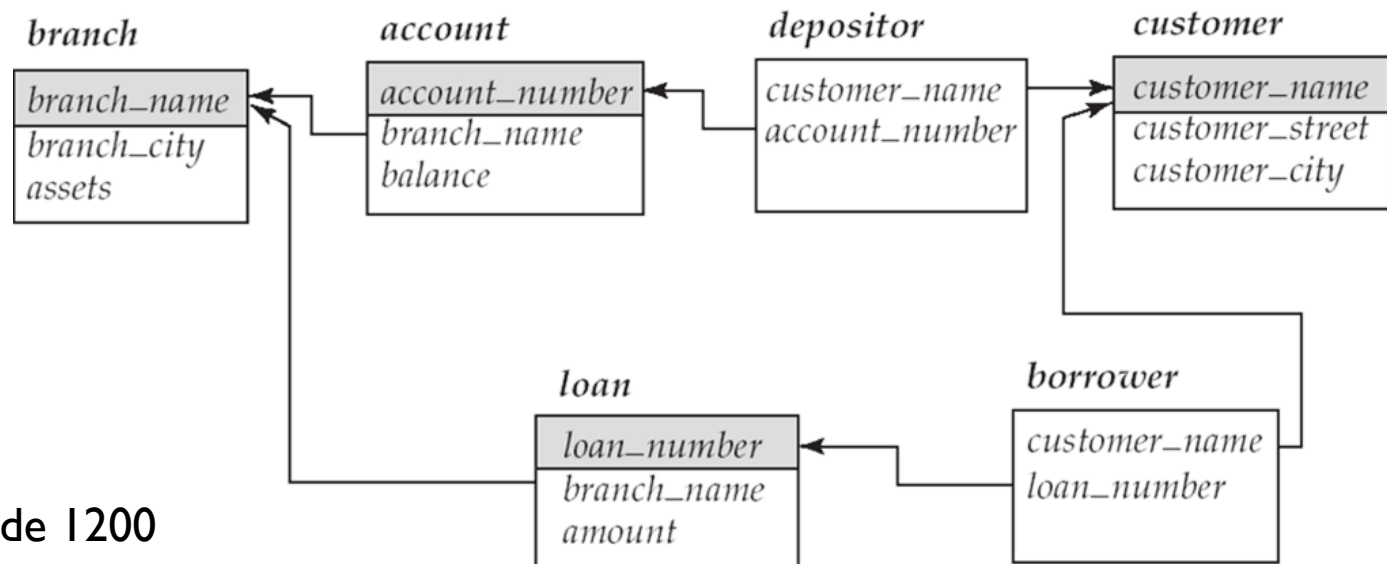 branch
branch_name
branch_city
assets
account
account_number
branch_name
balance
depositor
customer_name
account_number
customer
customer_name
customer_street
customer_city
loan
loan_number
branch_name
amount
borrower
customer_name
loan_number
de 1200